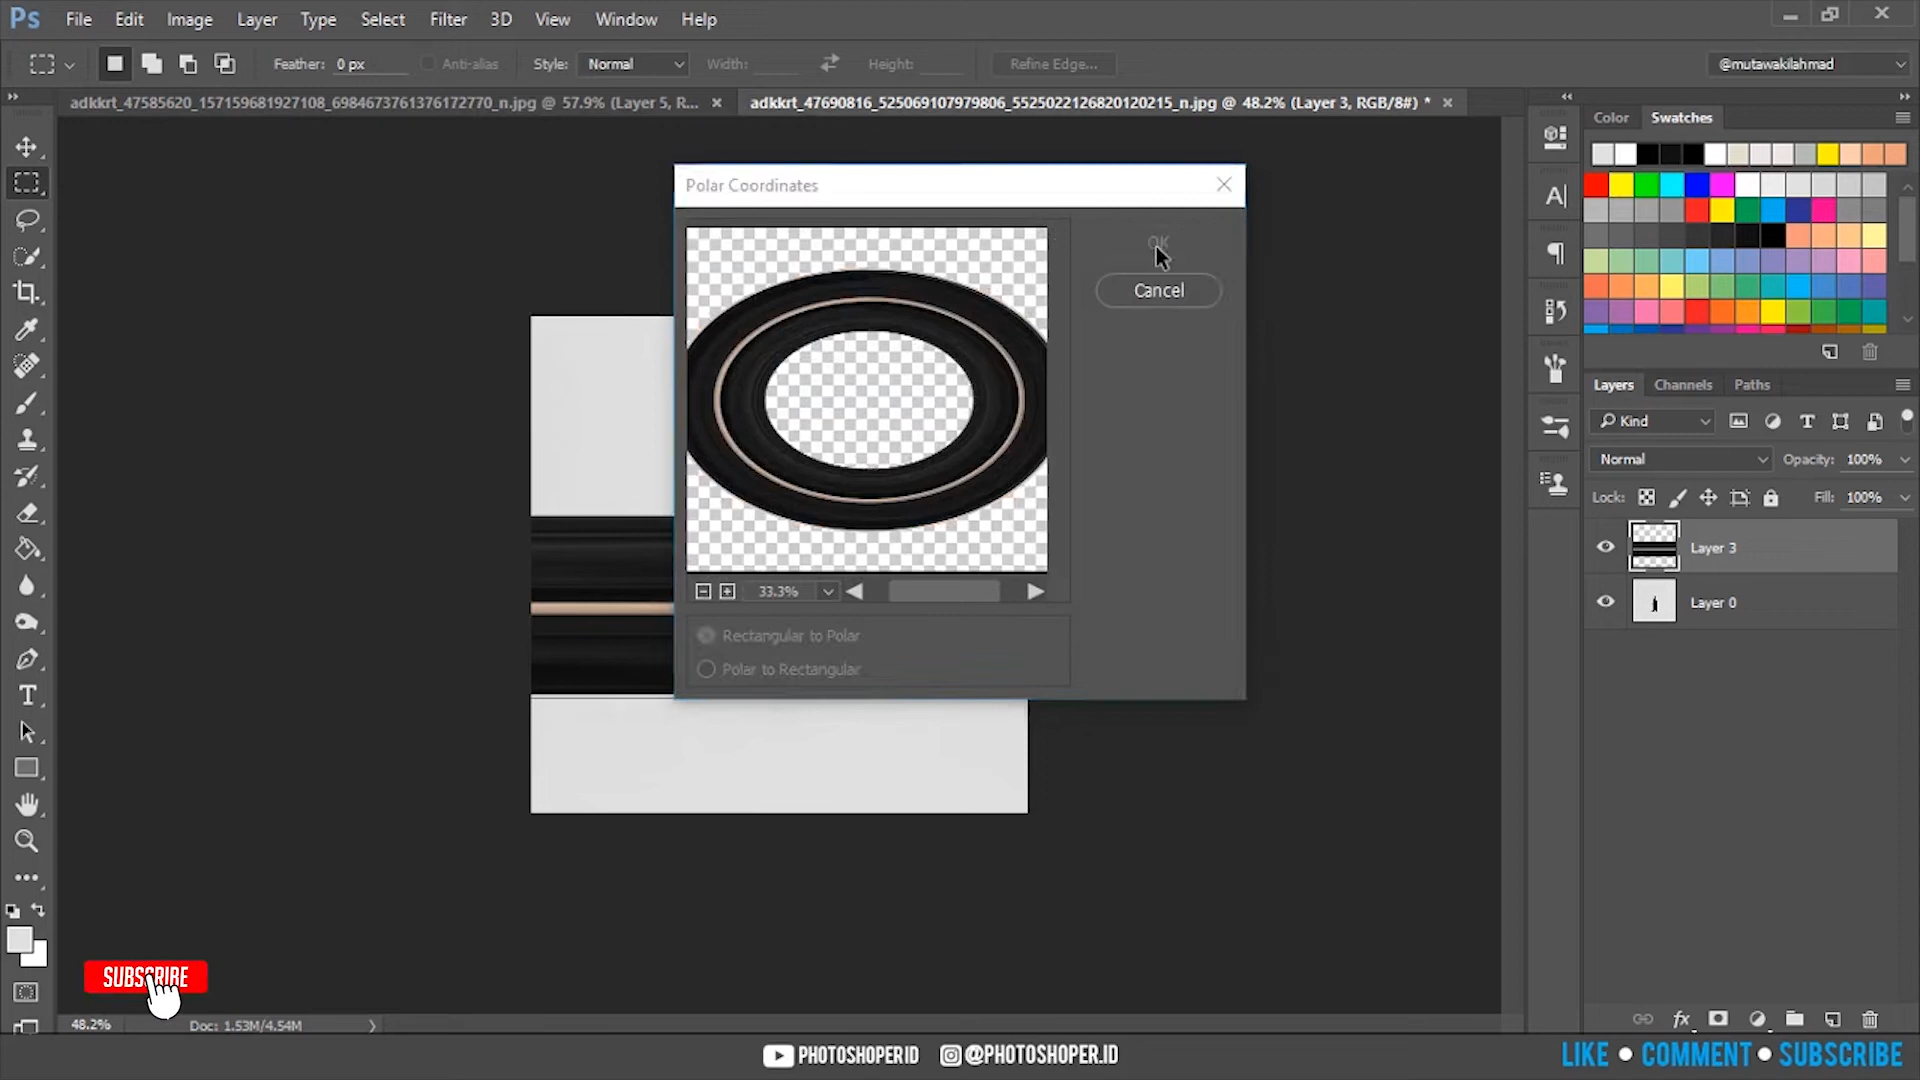 Ps File Edit Image Layer Type Select Filter 3D View Window Help
Feather: 0 px Anti-alias Style: Normal Width: Height: Refine Edge... @mutawakilahmad
adkkrt_47585620_157159681927108_6984673761376172770_n.jpg @ 57.9% (Layer 5, R... adkkrt_47690816_525069107979806_5525022126820120215_n.jpg @ 48.2% (Layer 3, RGB/8#) *
Color Swatches
Polar Coordinates
OK
Cancel
33.3%
Rectangular to Polar
Polar to Rectangular
Layers Channels Paths
Kind
Normal Opacity: 100%
Lock: Fill: 100%
Layer 3
Layer 0
SUBSCRIBE
48.2% Doc: 1.53M/4.54M
PHOTOSHOPERID @PHOTOSHOPER.ID
LIKE ● COMMENT ● SUBSCRIBE